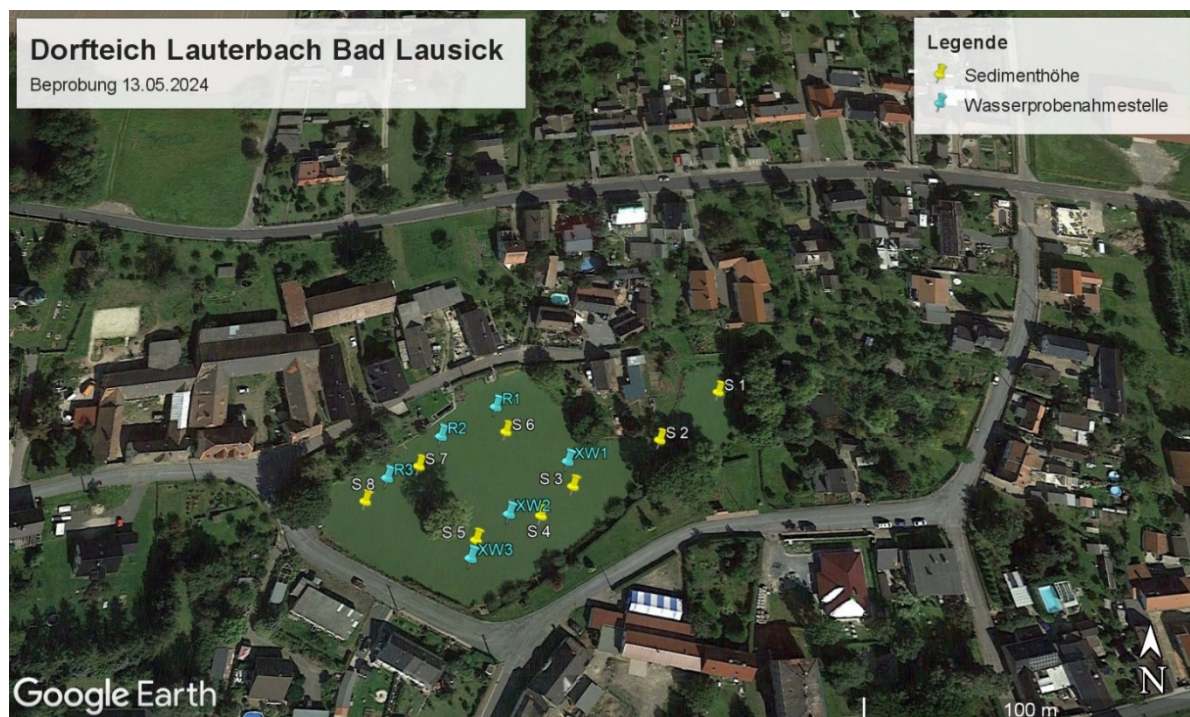 Dorfteich Lauterbach Bad Lausick
Beprobung 13.05.2024
Legende
Sedimenthöhe
Wasserprobenahmestelle
S 1
R1
S 6
R2
S 2
XW1
S 7
R3
S 3
S 8
XW2
S 4
S 5
XW3
N
Google Earth
100 m